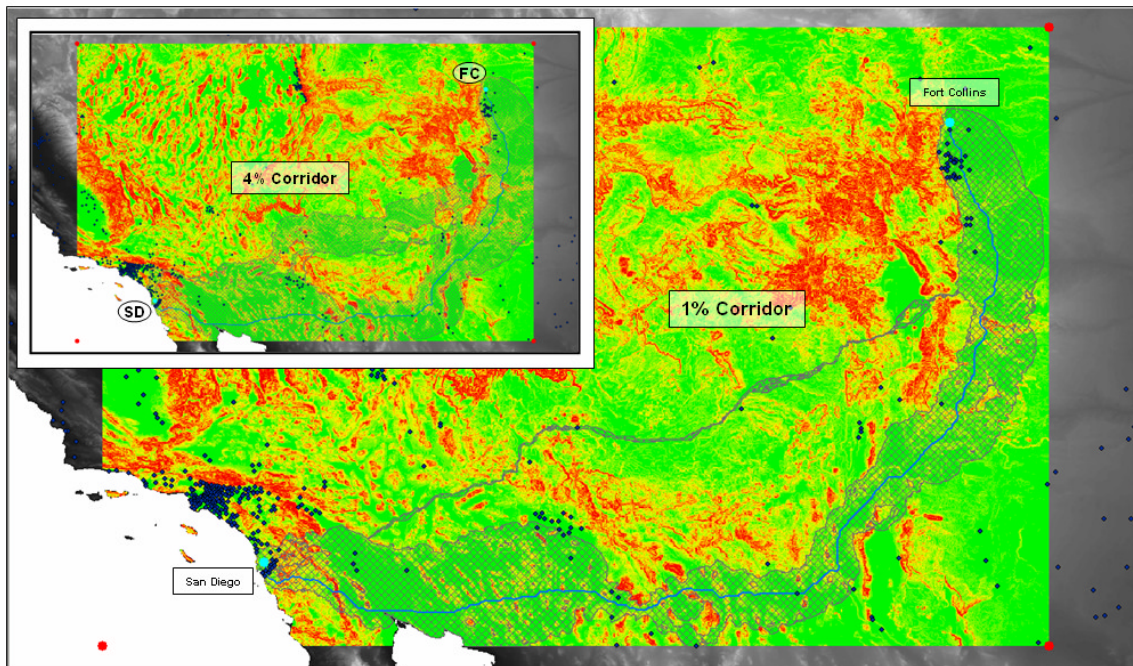 FC
4% Corridor
SD
Fort Collins
1% Corridor
San Diego